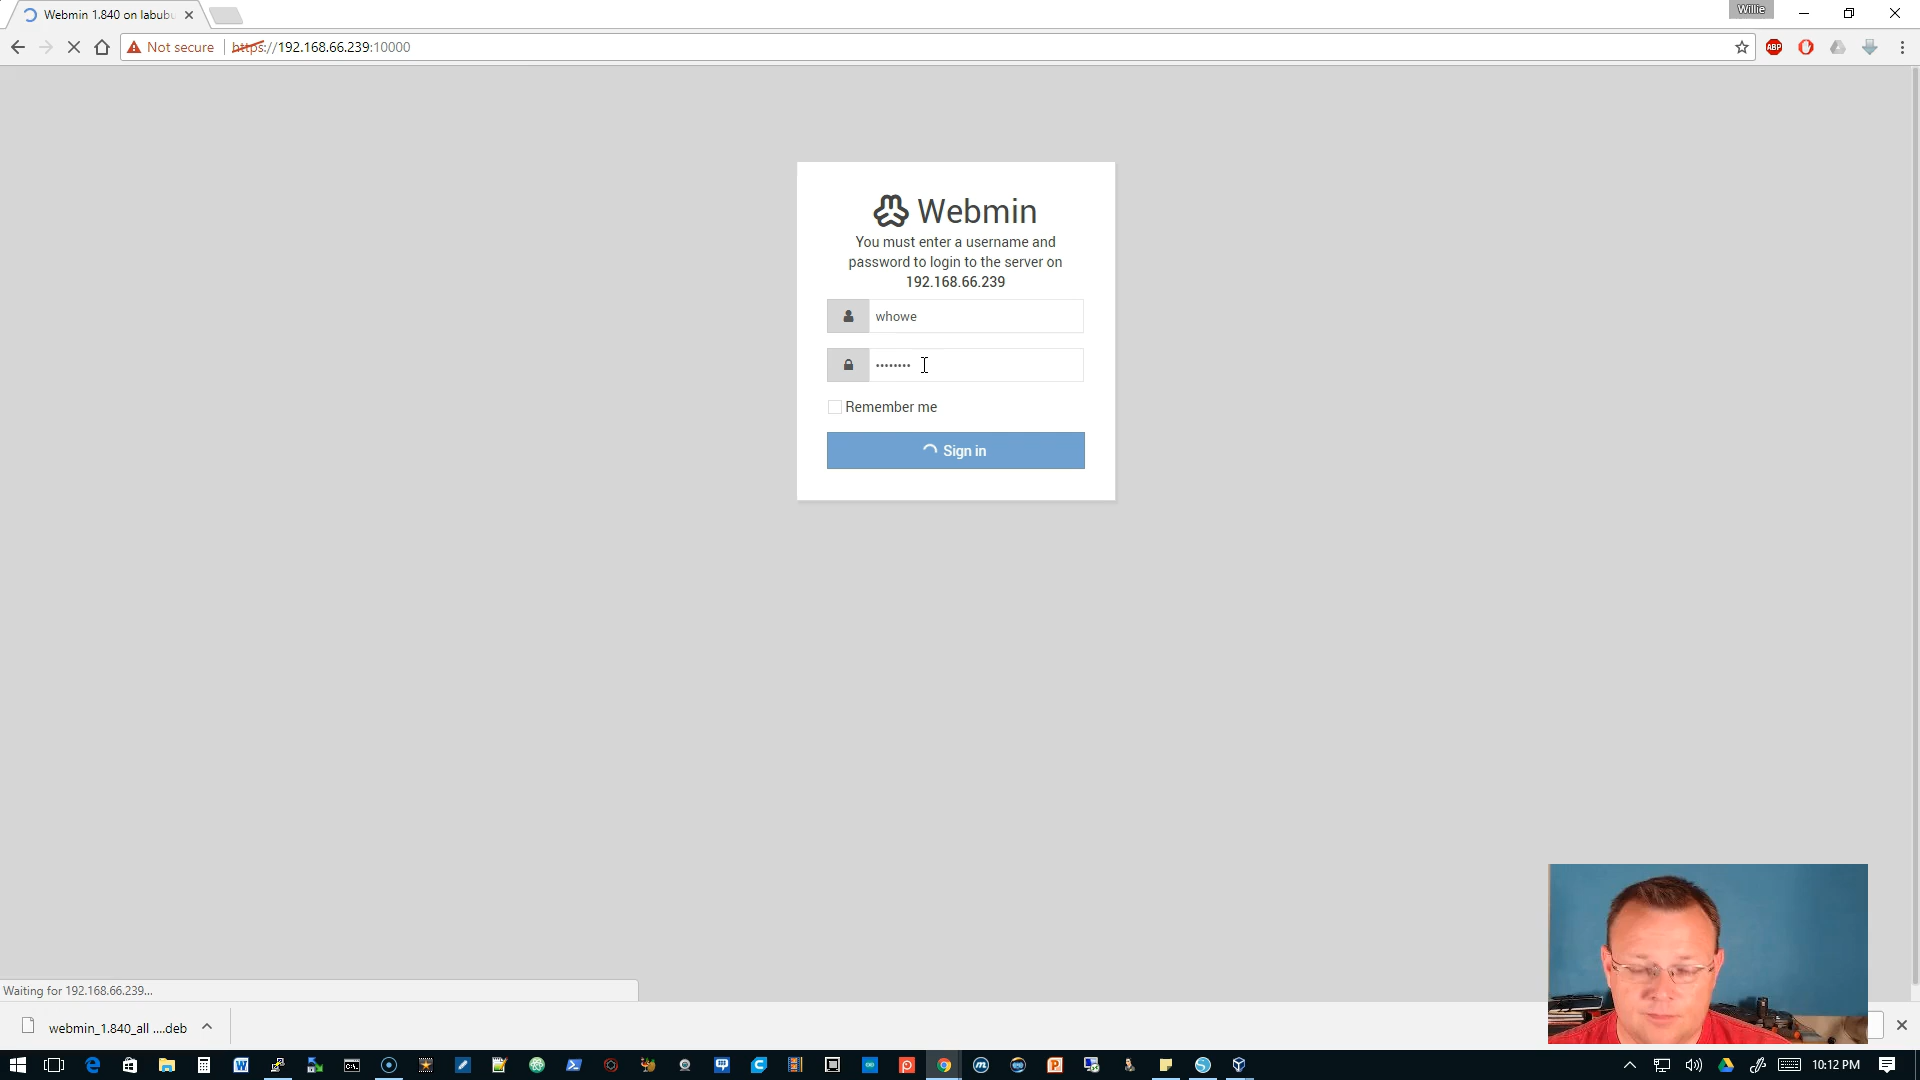 Webmin 1.840 on labubu
Willie
Not secure
https://192.168.66.239:10000
ABP
Webmin
You must enter a username and
password to login to the server on
192.168.66.239
whowe
••••••••
Remember me
Sign in
Waiting for 192.168.66.239...
webmin_1.840_all ....deb
10:12 PM